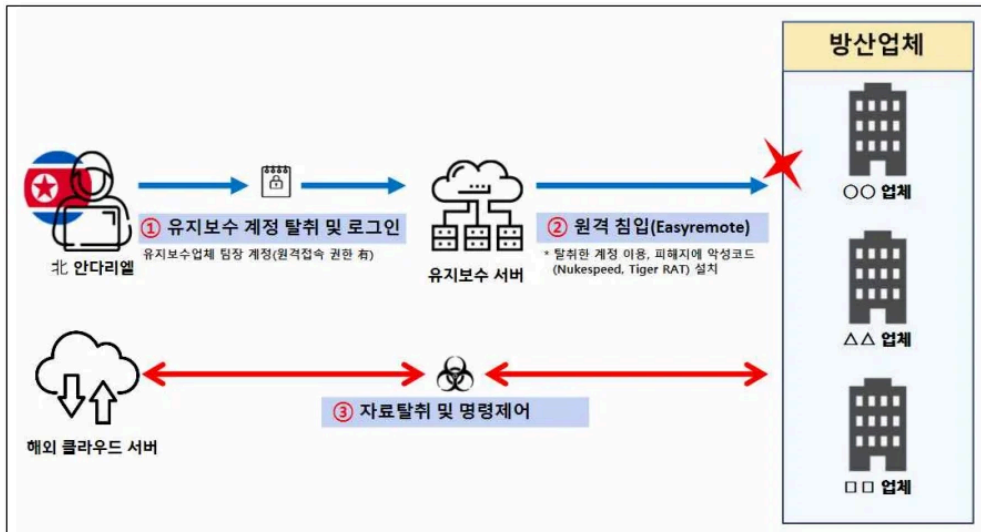 방산업체
○○ 업체
① 유지보수 계정 탈취 및 로그인
유지보수업체 팀장 계정(원격접속 권한 有)
北 안다리엘
유지보수 서버
② 원격 침입(Easyremote)
* 탈취한 계정 이용, 피해지에 악성코드
(Nukespeed, Tiger RAT) 설치
△△ 업체
③ 자료탈취 및 명령제어
해외 클라우드 서버
□□ 업체